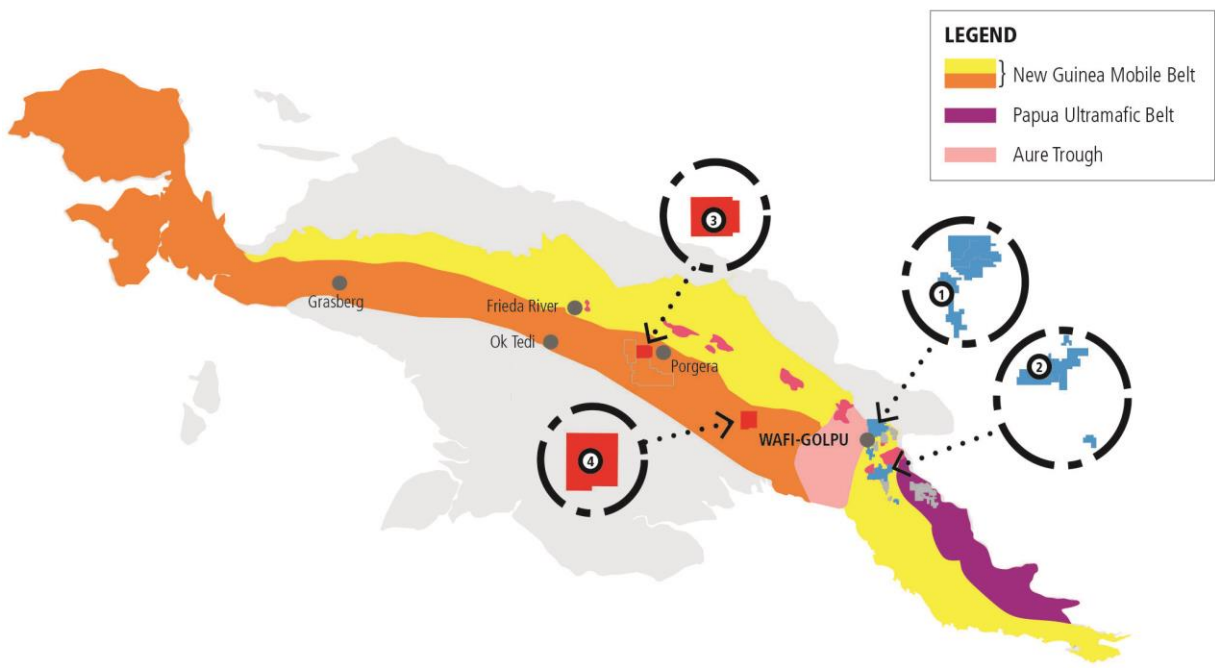 LEGEND
New Guinea Mobile Belt
Papua Ultramafic Belt
Aure Trough
3
1
2
Grasberg
Frieda River
Ok Tedi
Porgera
WAFI-GOLPU
4